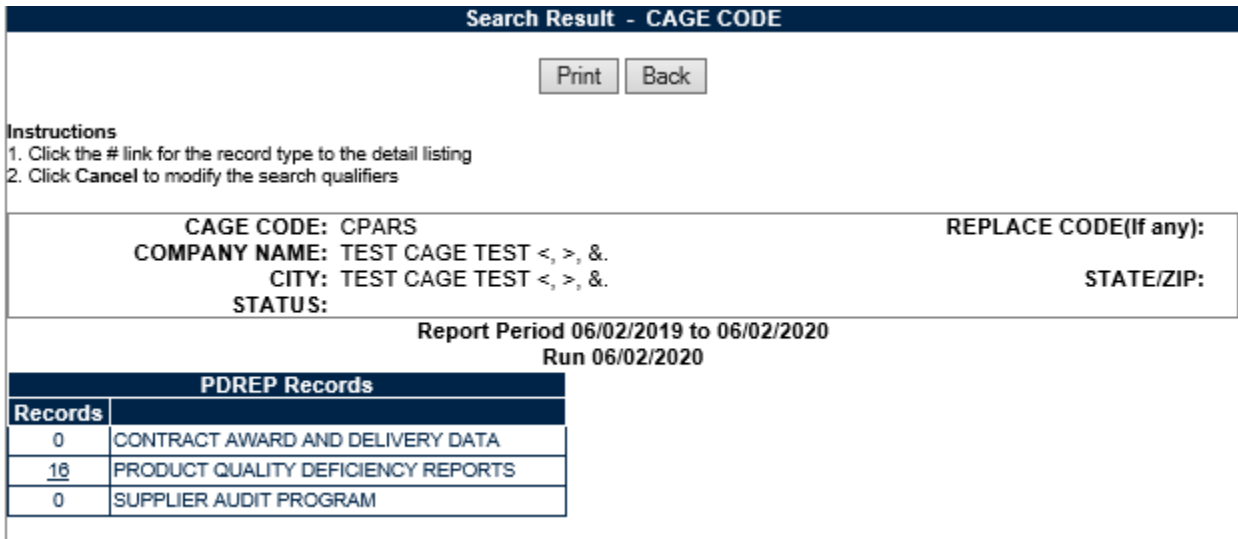 Search Result - CAGE CODE
Print Back
Instructions
1. Click the # link for the record type to the detail listing
2. Click Cancel to modify the search qualifiers
CAGE CODE: CPARS REPLACE CODE(If any):
COMPANY NAME: TEST CAGE TEST <, >, &.
CITY: TEST CAGE TEST <, >, &. STATE/ZIP:
STATUS:
Report Period 06/02/2019 to 06/02/2020
Run 06/02/2020
PDREP Records
Records
0 CONTRACT AWARD AND DELIVERY DATA
16 PRODUCT QUALITY DEFICIENCY REPORTS
0 SUPPLIER AUDIT PROGRAM